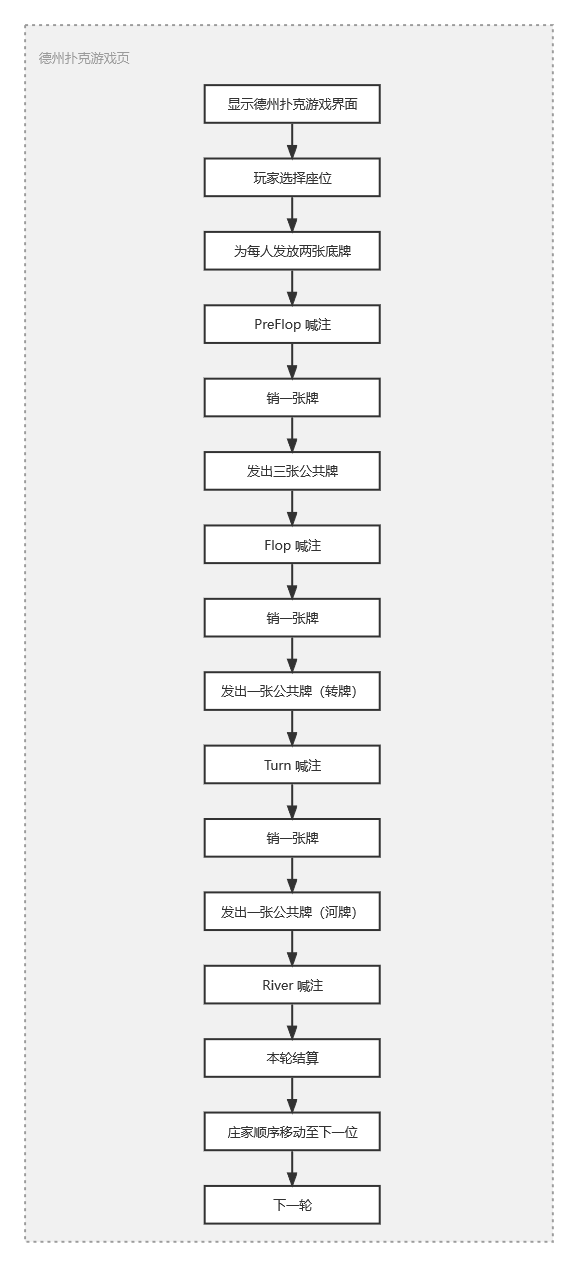 德州扑克游戏页
显示德州扑克游戏界面
玩家选择座位
为每人发放两张底牌
PreFlop 喊注
销一张牌
发出三张公共牌
Flop 喊注
销一张牌
发出一张公共牌（转牌）
Turn 喊注
销一张牌
发出一张公共牌（河牌）
River 喊注
本轮结算
庄家顺序移动至下一位
下一轮